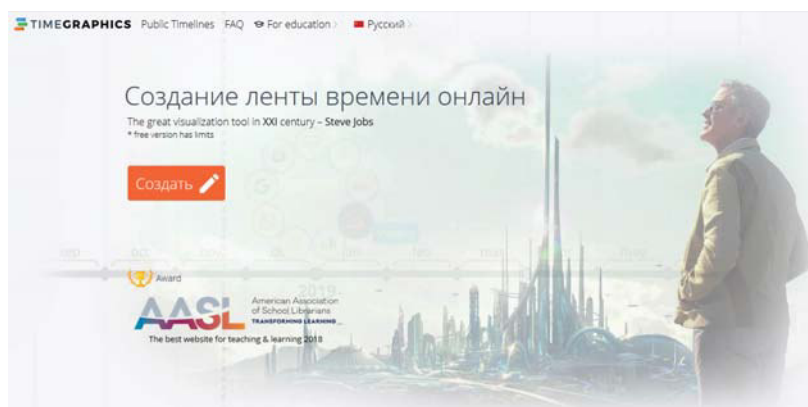 TIMEGRAPHICS Public Timelines FAQ For education > Русский >
Создание ленты времени онлайн
The great visualization tool in XXI century – Steve Jobs
* free version has limits
Создать
2019
Award
AASL American Association
of School Librarians
TRANSFORMING LEARNING
The best website for teaching & learning 2018